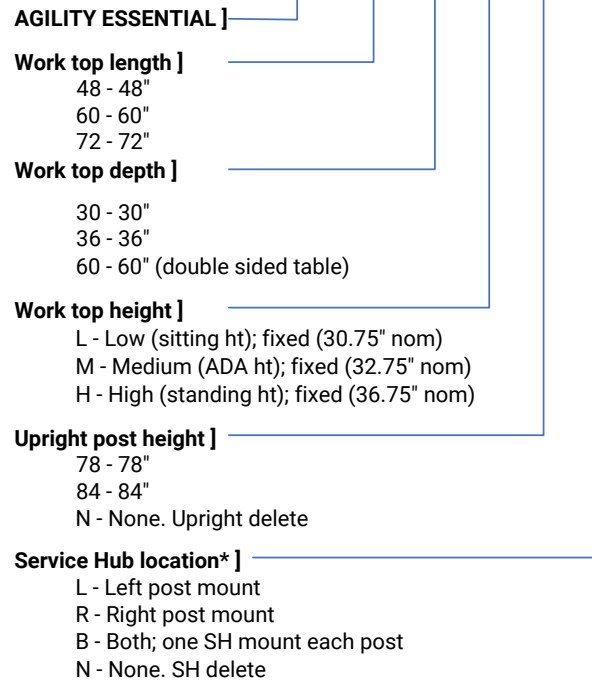 AGILITY ESSENTIAL ]
Work top length ]
48 - 48"
60 - 60"
72 - 72"
Work top depth ]
30 - 30"
36 - 36"
60 - 60" (double sided table)
Work top height ]
L - Low (sitting ht); fixed (30.75" nom)
M - Medium (ADA ht); fixed (32.75" nom)
H - High (standing ht); fixed (36.75" nom)
Upright post height ]
78 - 78"
84 - 84"
N - None. Upright delete
Service Hub location* ]
L - Left post mount
R - Right post mount
B - Both; one SH mount each post
N - None. SH delete